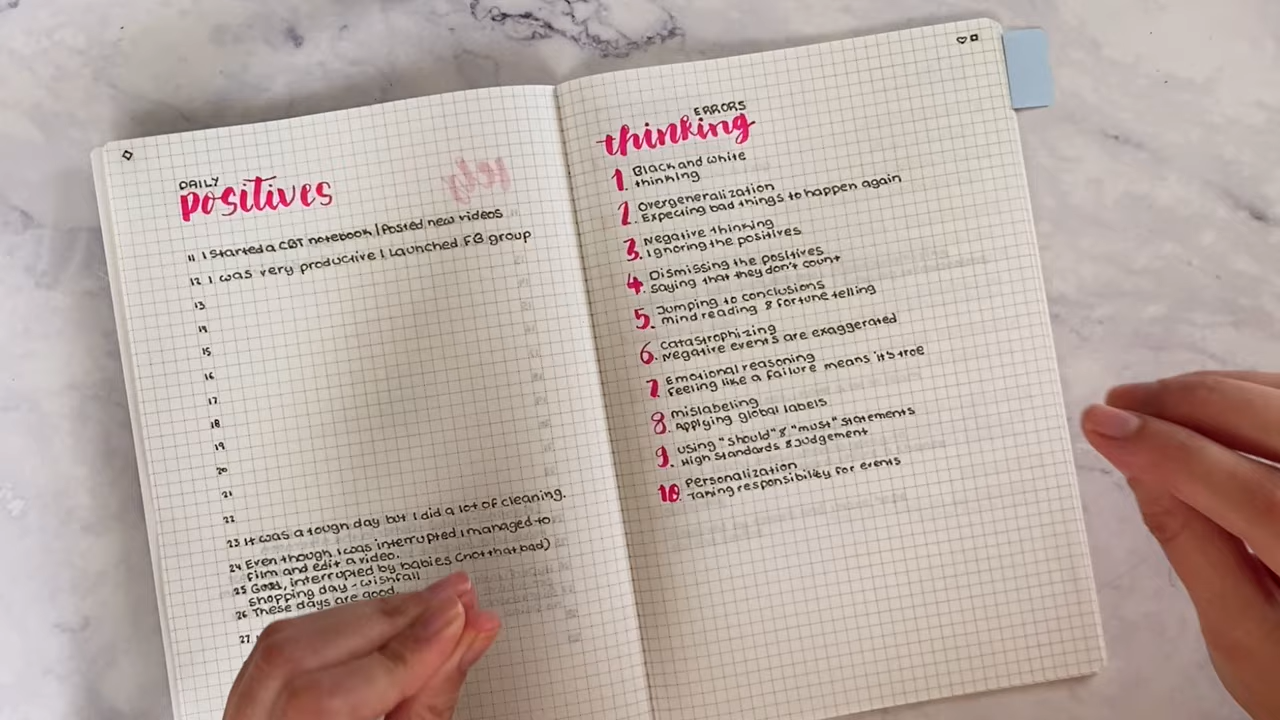 DAILY
positives
11 I started a CBT notebook / Posted new videos
12 I was very productive I Launched FB group
13
14
15
16
17
18
19
20
21
22
23 It was a tough day but I did a lot of cleaning.
24 Even though I was interrupted I managed to
film and edit a video.
25 Good, interrupted by babies (not that bad)
shopping day - wishfall
26 These days are good.
27
ERRORS
thinking
1. Black and white
thinking
2. Overgeneralization
Expecting bad things to happen again
3. Negative thinking
Ignoring the positives
4. Dismissing the positives
Saying that they don't count
5. Jumping to conclusions
mind reading & fortune telling
6. Catastrophizing
Negative events are exaggerated
7. Emotional reasoning
Feeling like a failure means it's true
8. mislabeling
Applying global labels
9. Using "should" & "must" statements
High standards & judgement
10. Personalization
Taking responsibility for events